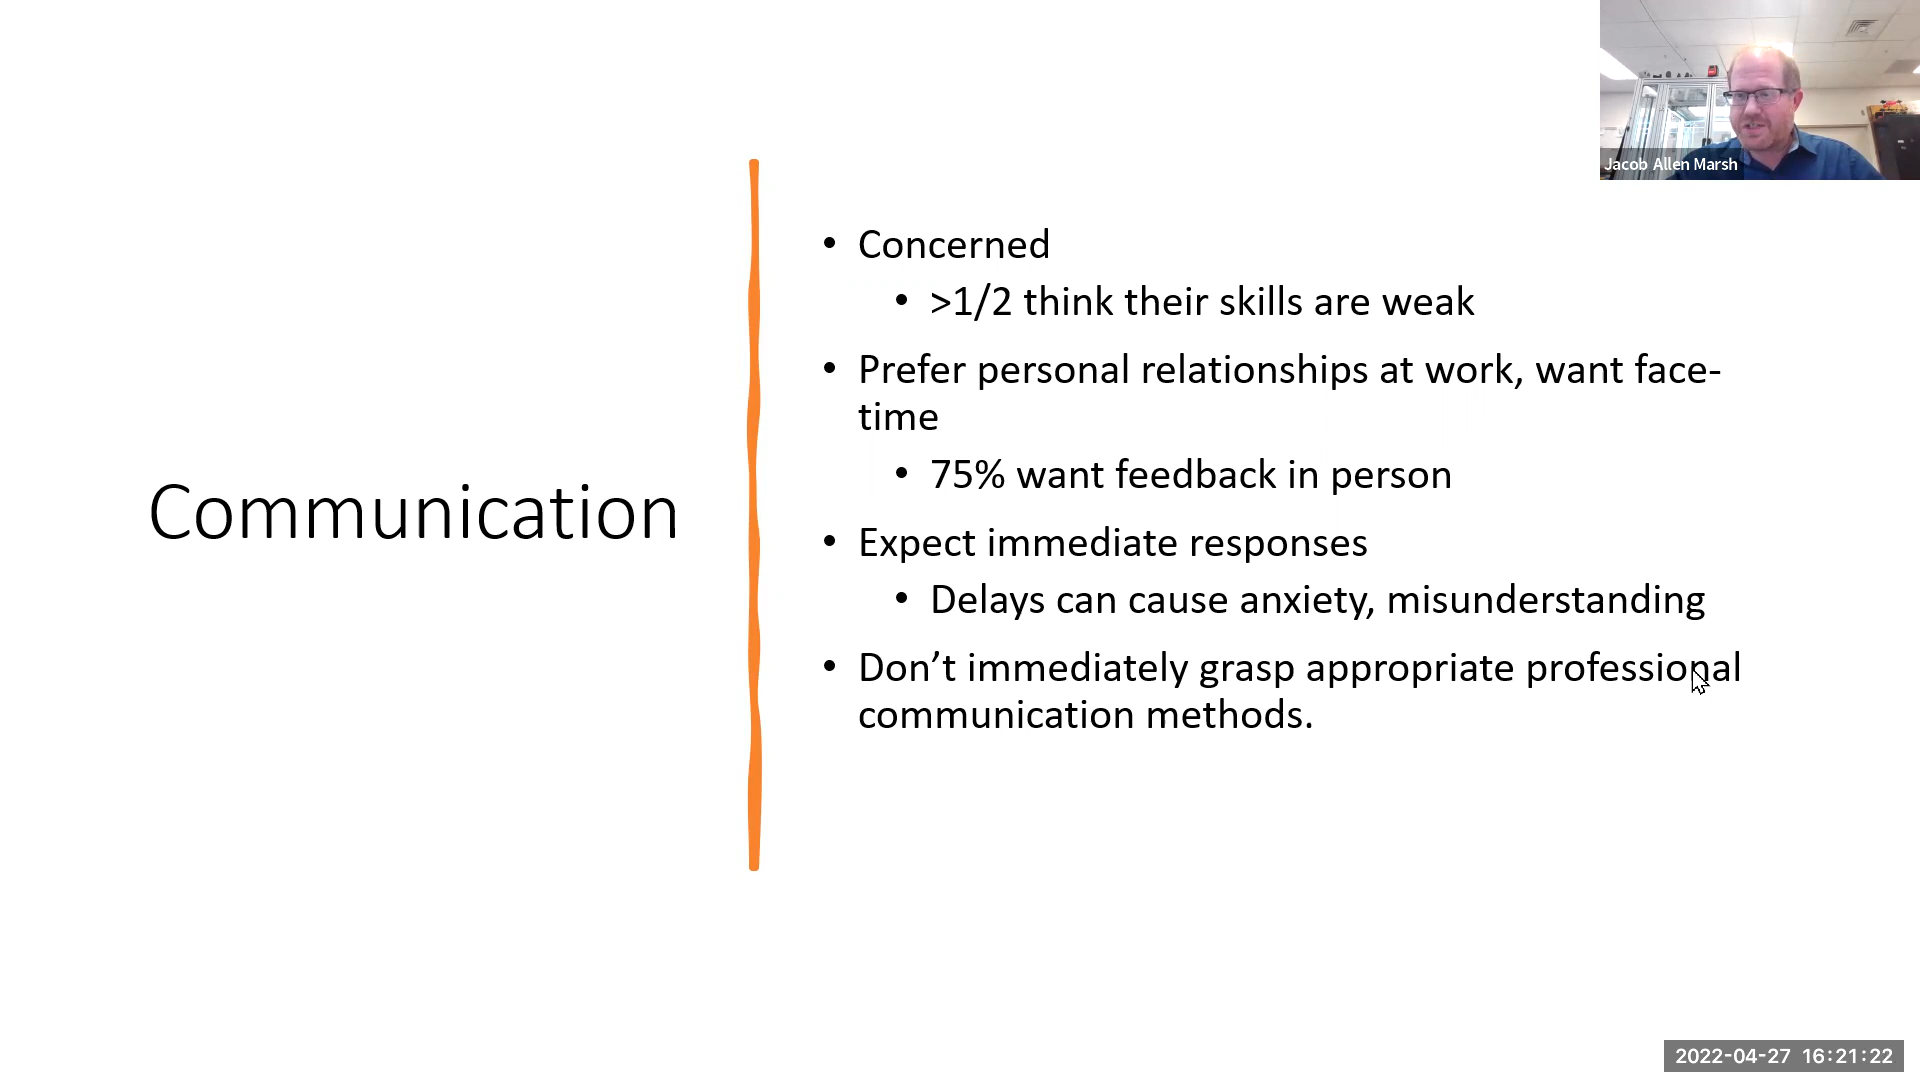 Jacob Allen Marsh
Communication
• Concerned
• >1/2 think their skills are weak
• Prefer personal relationships at work, want face-
time
• 75% want feedback in person
• Expect immediate responses
• Delays can cause anxiety, misunderstanding
• Don’t immediately grasp appropriate professional
communication methods.
2022-04-27 16:21:22